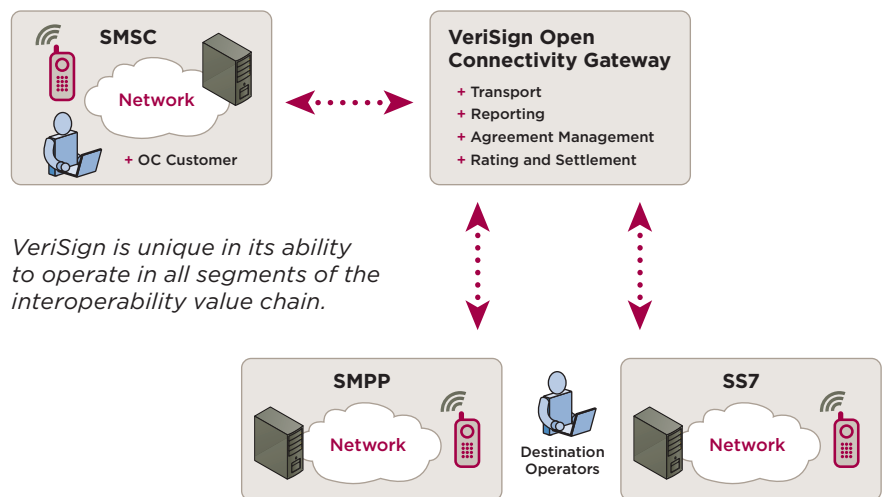 SMSC
Network
+ OC Customer
VeriSign Open
Connectivity Gateway
+ Transport
+ Reporting
+ Agreement Management
+ Rating and Settlement
VeriSign is unique in its ability
to operate in all segments of the
interoperability value chain.
SMPP
Network
Destination
Operators
SS7
Network